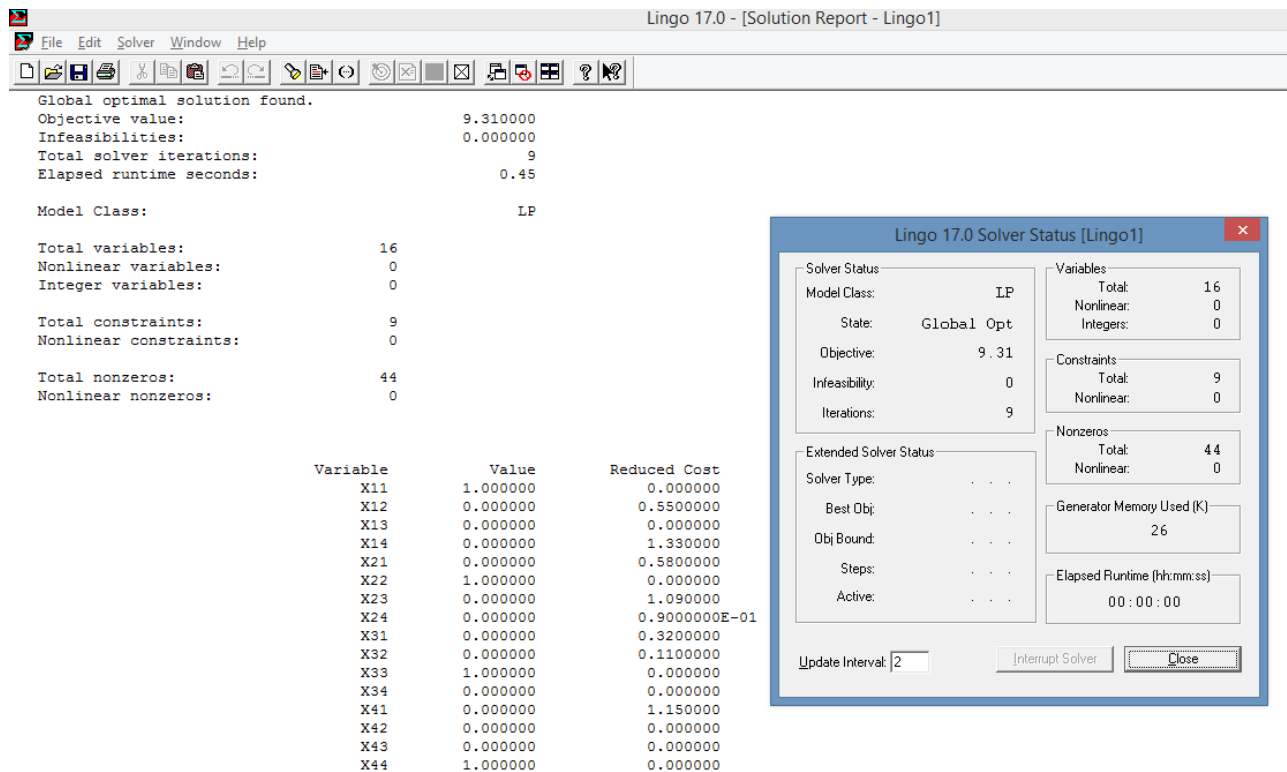 Lingo 17.0 - [Solution Report - Lingo1]
File Edit Solver Window Help
Global optimal solution found.
Objective value: 9.310000
Infeasibilities: 0.000000
Total solver iterations: 9
Elapsed runtime seconds: 0.45
Model Class: LP
Total variables: 16
Nonlinear variables: 0
Integer variables: 0
Total constraints: 9
Nonlinear constraints: 0
Total nonzeros: 44
Nonlinear nonzeros: 0
Variable Value Reduced Cost
X11 1.000000 0.000000
X12 0.000000 0.5500000
X13 0.000000 0.000000
X14 0.000000 1.330000
X21 0.000000 0.5800000
X22 1.000000 0.000000
X23 0.000000 1.090000
X24 0.000000 0.9000000E-01
X31 0.000000 0.3200000
X32 0.000000 0.1100000
X33 1.000000 0.000000
X34 0.000000 0.000000
X41 0.000000 1.150000
X42 0.000000 0.000000
X43 0.000000 0.000000
X44 1.000000 0.000000
Lingo 17.0 Solver Status [Lingo1]
Solver Status
Model Class: LP
State: Global Opt
Objective: 9.31
Infeasibility: 0
Iterations: 9
Extended Solver Status
Solver Type: . . .
Best Obj: . . .
Obj Bound: . . .
Steps: . . .
Active: . . .
Variables
Total: 16
Nonlinear: 0
Integers: 0
Constraints
Total: 9
Nonlinear: 0
Nonzeros
Total: 44
Nonlinear: 0
Generator Memory Used (K)
26
Elapsed Runtime (hh:mm:ss)
00:00:00
Update Interval: 2
Interrupt Solver
Close